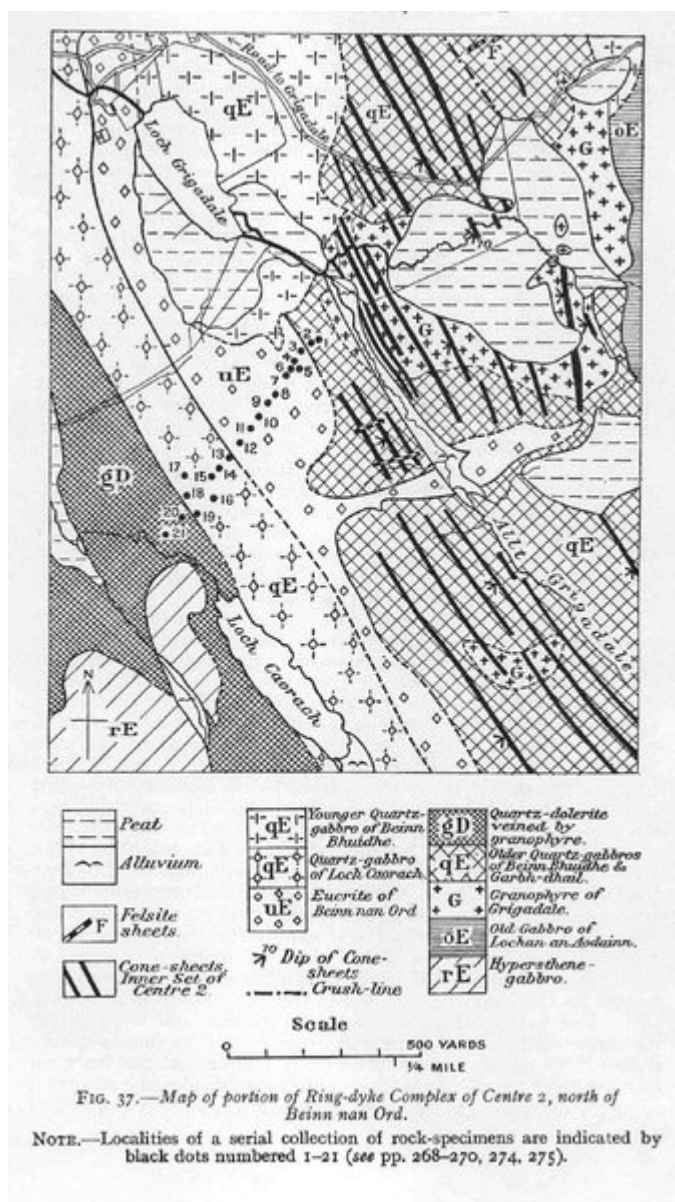 F
← Road to Grigadale
qE
qE
öE
G
Loch Grigadale
70
2
1
3
4
5
6
7
8
9
10
11
12
13
14
15
16
17
18
19
20
21
uE
G
gD
qE
qE
Allt Grigadale
Loch Caorach
G
N
rE
Peat
Alluvium
F Felsite
sheets.
Cone-sheets,
Inner Set of
Centre 2.
qE Younger Quartz-
gabbro of Beinn
Bhuidhe.
qE Quartz-gabbro
of Loch Caorach.
uE Eucrite of
Beinn nan Ord
70 Dip of Cone-
sheets
Crush-line
gD Quartz-dolerite
veined by
granophyre.
qE Older Quartz-gabbros
of Beinn Bhuidhe &
Garbh-dhail.
G Granophyre of
Grigadale.
öE Old Gabbro of
Lochan an Aodainn.
rE Hypersthene-
gabbro.
Scale
0 500 YARDS
¼ MILE
FIG. 37.—Map of portion of Ring-dyke Complex of Centre 2, north of
Beinn nan Ord.
NOTE.—Localities of a serial collection of rock-specimens are indicated by
black dots numbered 1–21 (see pp. 268–270, 274, 275).